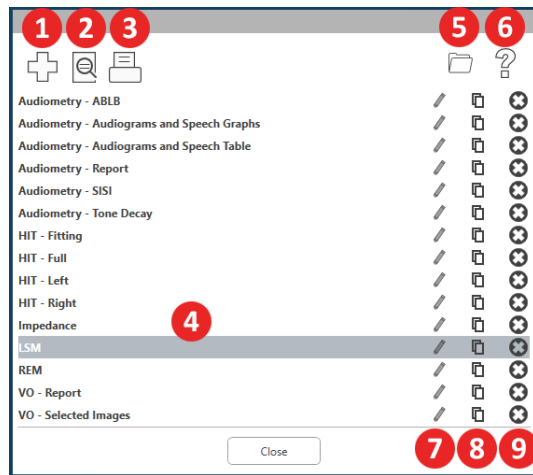 1 2 3 5 6
Audiometry - ABLB
Audiometry - Audiograms and Speech Graphs
Audiometry - Audiograms and Speech Table
Audiometry - Report
Audiometry - SISI
Audiometry - Tone Decay
HIT - Fitting
HIT - Full
HIT - Left
HIT - Right
Impedance 4
LSM
REM
VO - Report
VO - Selected Images
Close 7 8 9